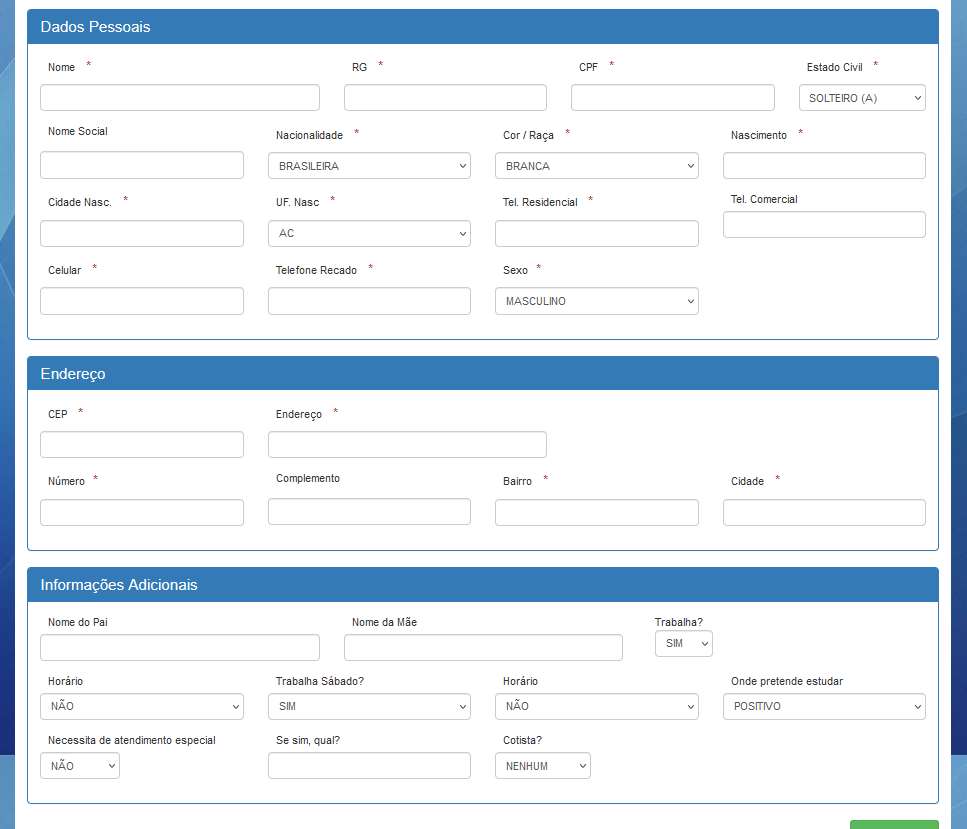 Dados Pessoais
Nome * RG * CPF * Estado Civil *
SOLTEIRO (A)
Nome Social Nacionalidade * Cor / Raça * Nascimento *
BRASILEIRA BRANCA
Cidade Nasc. * UF. Nasc * Tel. Residencial * Tel. Comercial
AC
Celular * Telefone Recado * Sexo *
MASCULINO
Endereço
CEP * Endereço *
Número * Complemento Bairro * Cidade *
Informações Adicionais
Nome do Pai Nome da Mãe Trabalha?
SIM
Horário Trabalha Sábado? Horário Onde pretende estudar
NÃO SIM NÃO POSITIVO
Necessita de atendimento especial Se sim, qual? Cotista?
NÃO NENHUM